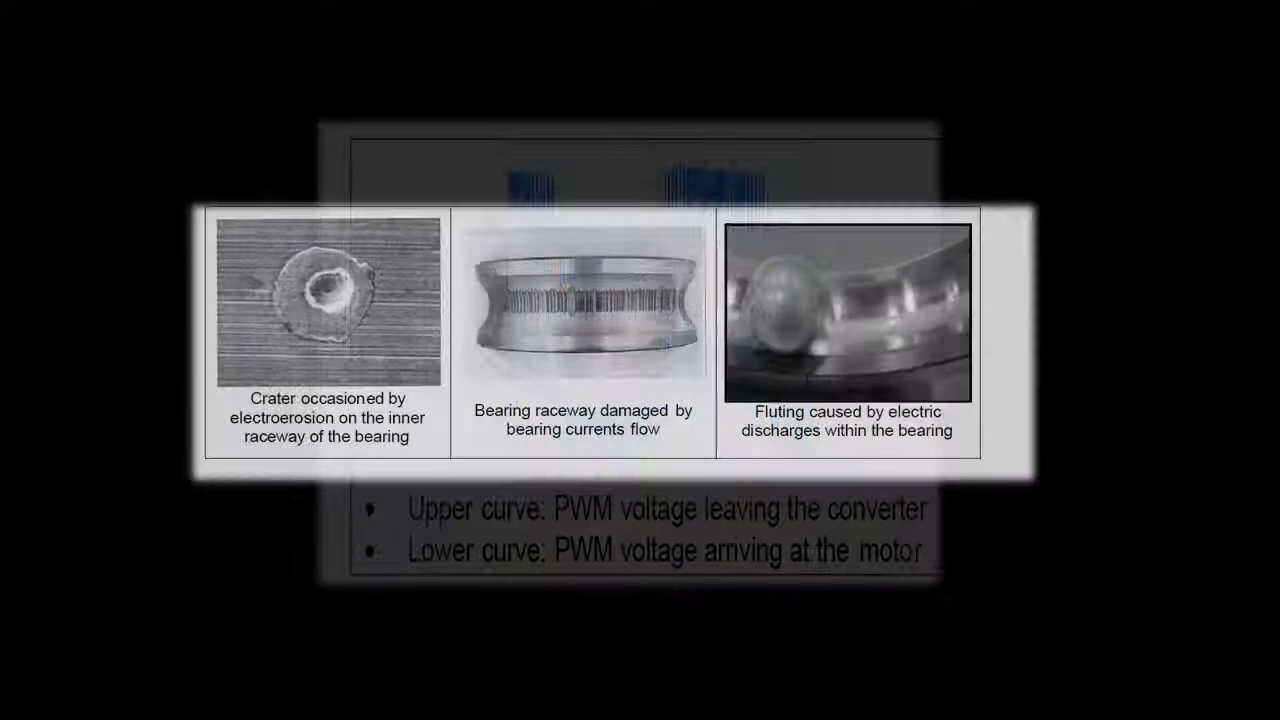 Crater occasioned by
electroerosion on the inner
raceway of the bearing
Bearing raceway damaged by
bearing currents flow
Fluting caused by electric
discharges within the bearing
• Upper curve: PWM voltage leaving the converter
• Lower curve: PWM voltage arriving at the motor